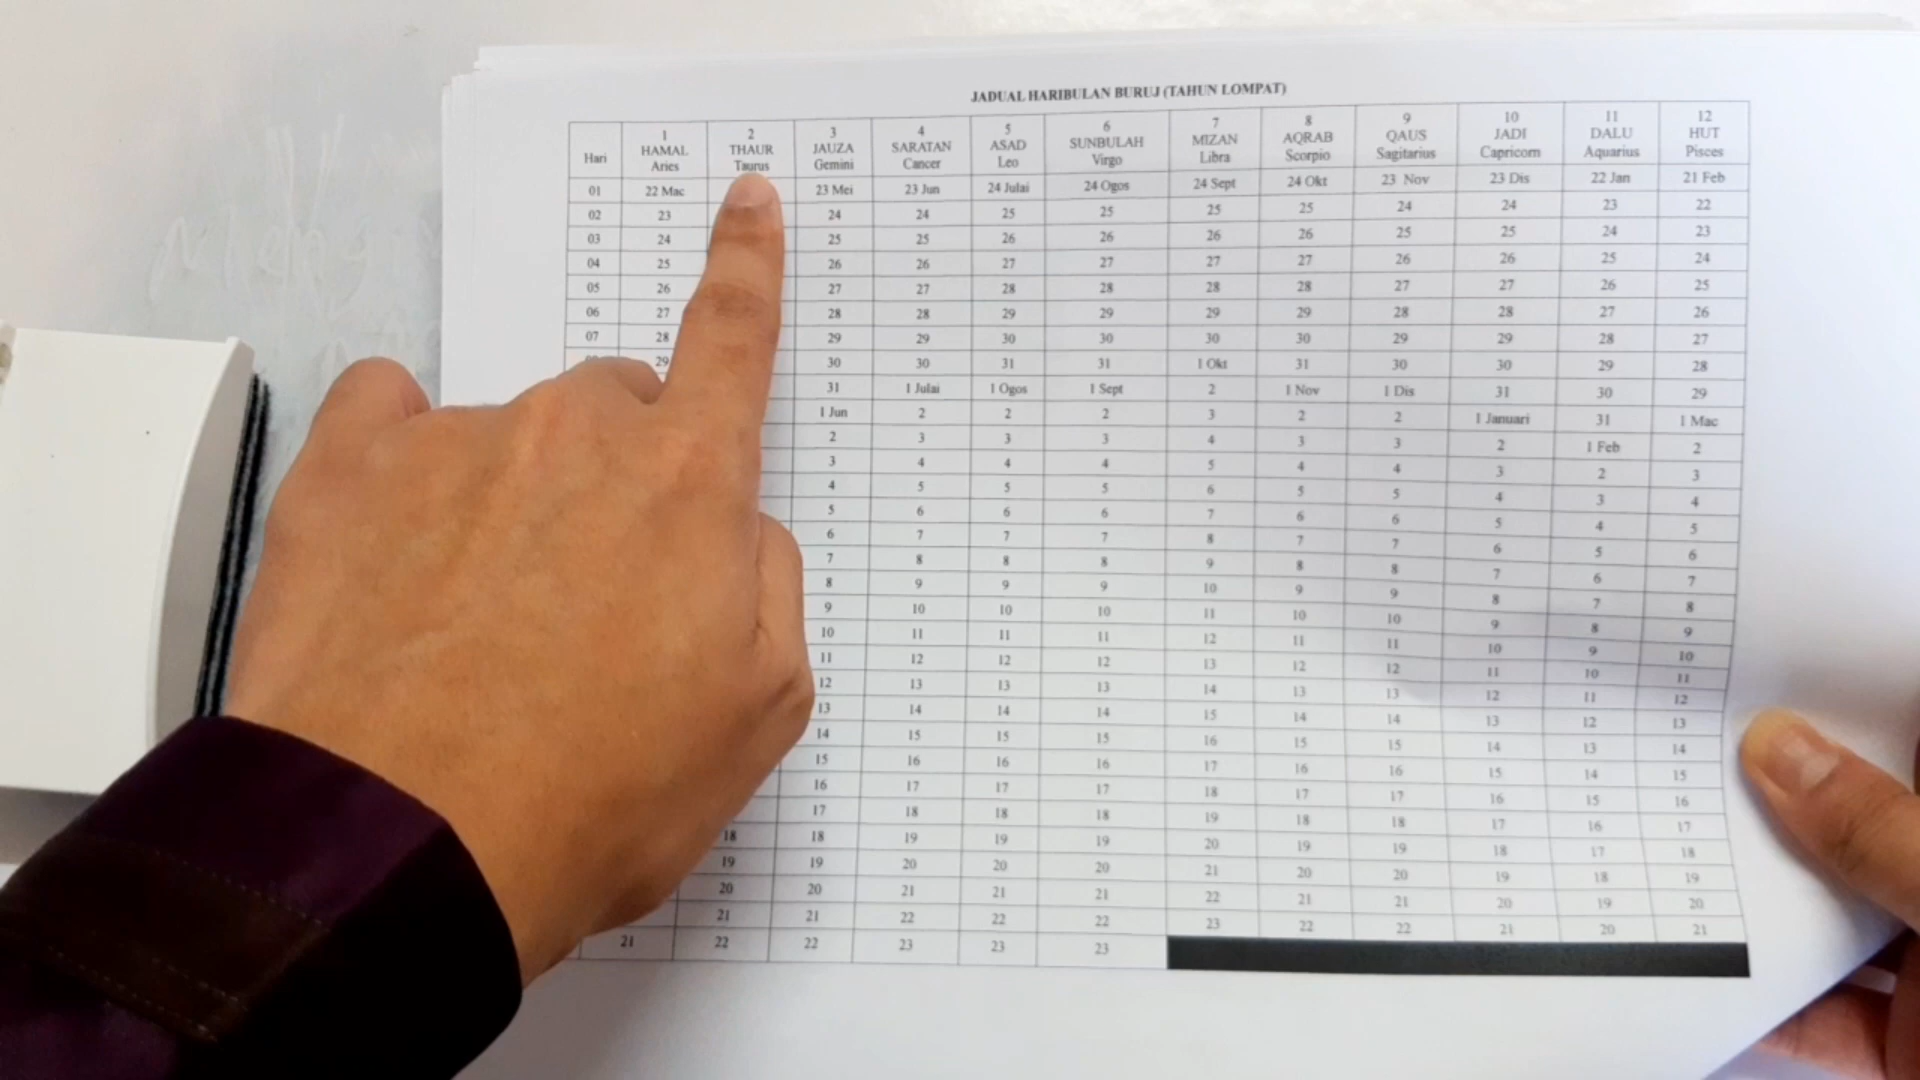 JADUAL HARIBULAN BURUJ (TAHUN LOMPAT)
1 2 3 4 5 6 7 8 9 10 11 12
HAMAL THAUR JAUZA SARATAN ASAD SUNBULAH MIZAN AQRAB QAUS JADI DALU HUT
Hari Aries Taurus Gemini Cancer Leo Virgo Libra Scorpio Sagitarius Capricorn Aquarius Pisces
01 22 Mac 23 Mei 23 Jun 24 Julai 24 Ogos 24 Sept 24 Okt 23 Nov 23 Dis 22 Jan 21 Feb
02 23 24 24 25 25 25 25 24 24 23 22
03 24 25 25 26 26 26 26 25 25 24 23
04 25 26 26 27 27 27 27 26 26 25 24
05 26 27 27 28 28 28 28 27 27 26 25
06 27 28 28 29 29 29 29 28 28 27 26
07 28 29 29 30 30 30 30 29 29 28 27
29 30 30 31 31 1 Okt 31 30 30 29 28
31 1 Julai 1 Ogos 1 Sept 2 1 Nov 1 Dis 31 30 29
1 Jun 2 2 2 3 2 2 1 Januari 31 1 Mac
2 3 3 3 4 3 3 2 1 Feb 2
3 4 4 4 5 4 4 3 2 3
4 5 5 5 6 5 5 4 3 4
5 6 6 6 7 6 6 5 4 5
6 7 7 7 8 7 7 6 5 6
7 8 8 8 9 8 8 7 6 7
8 9 9 9 10 9 9 8 7 8
9 10 10 10 11 10 10 9 8 9
10 11 11 11 12 11 11 10 9 10
11 12 12 12 13 12 12 11 10 11
12 13 13 13 14 13 13 12 11 12
13 14 14 14 15 14 14 13 12 13
14 15 15 15 16 15 15 14 13 14
15 16 16 16 17 16 16 15 14 15
16 17 17 17 18 17 17 16 15 16
17 18 18 18 19 18 18 17 16 17
18 18 19 19 19 20 19 19 18 17 18
19 19 20 20 20 21 20 20 19 18 19
20 20 21 21 21 22 21 21 20 19 20
21 21 22 22 22 23 22 22 21 20 21
21 22 22 23 23 23